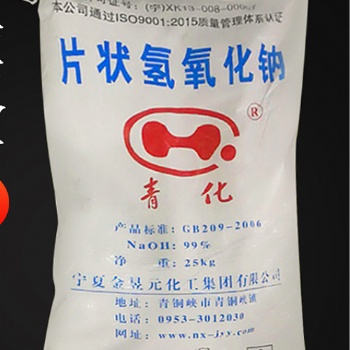 本公司通过ISO9001:2015质量管理体系认证
片状氢氧化钠
®
青化
产品标准: GB209-2006
NaOH: 99%
净 重: 25kg
宁夏金昱元化工集团有限公司
地址: 青铜峡市青铜峡镇
电话: 0953-3012030
网址: www.nx-jyy.com